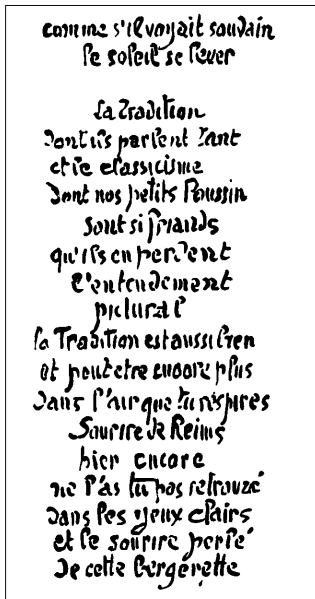 comme s'il voyait soudain
le soleil se lever
La Tradition
Dont ils parlent tant
et le classicisme
Dont nos petits Poussin
Sont si friands
qu'ils en perdent
l'entendement
pictural
la Tradition est aussi bien
et peut etre encore plus
Dans l'air que tu respires
Sourire de Reims
hier encore
ne l'as tu pas retrouvé
dans les yeux clairs
et le sourire perlé
De cette bergérette